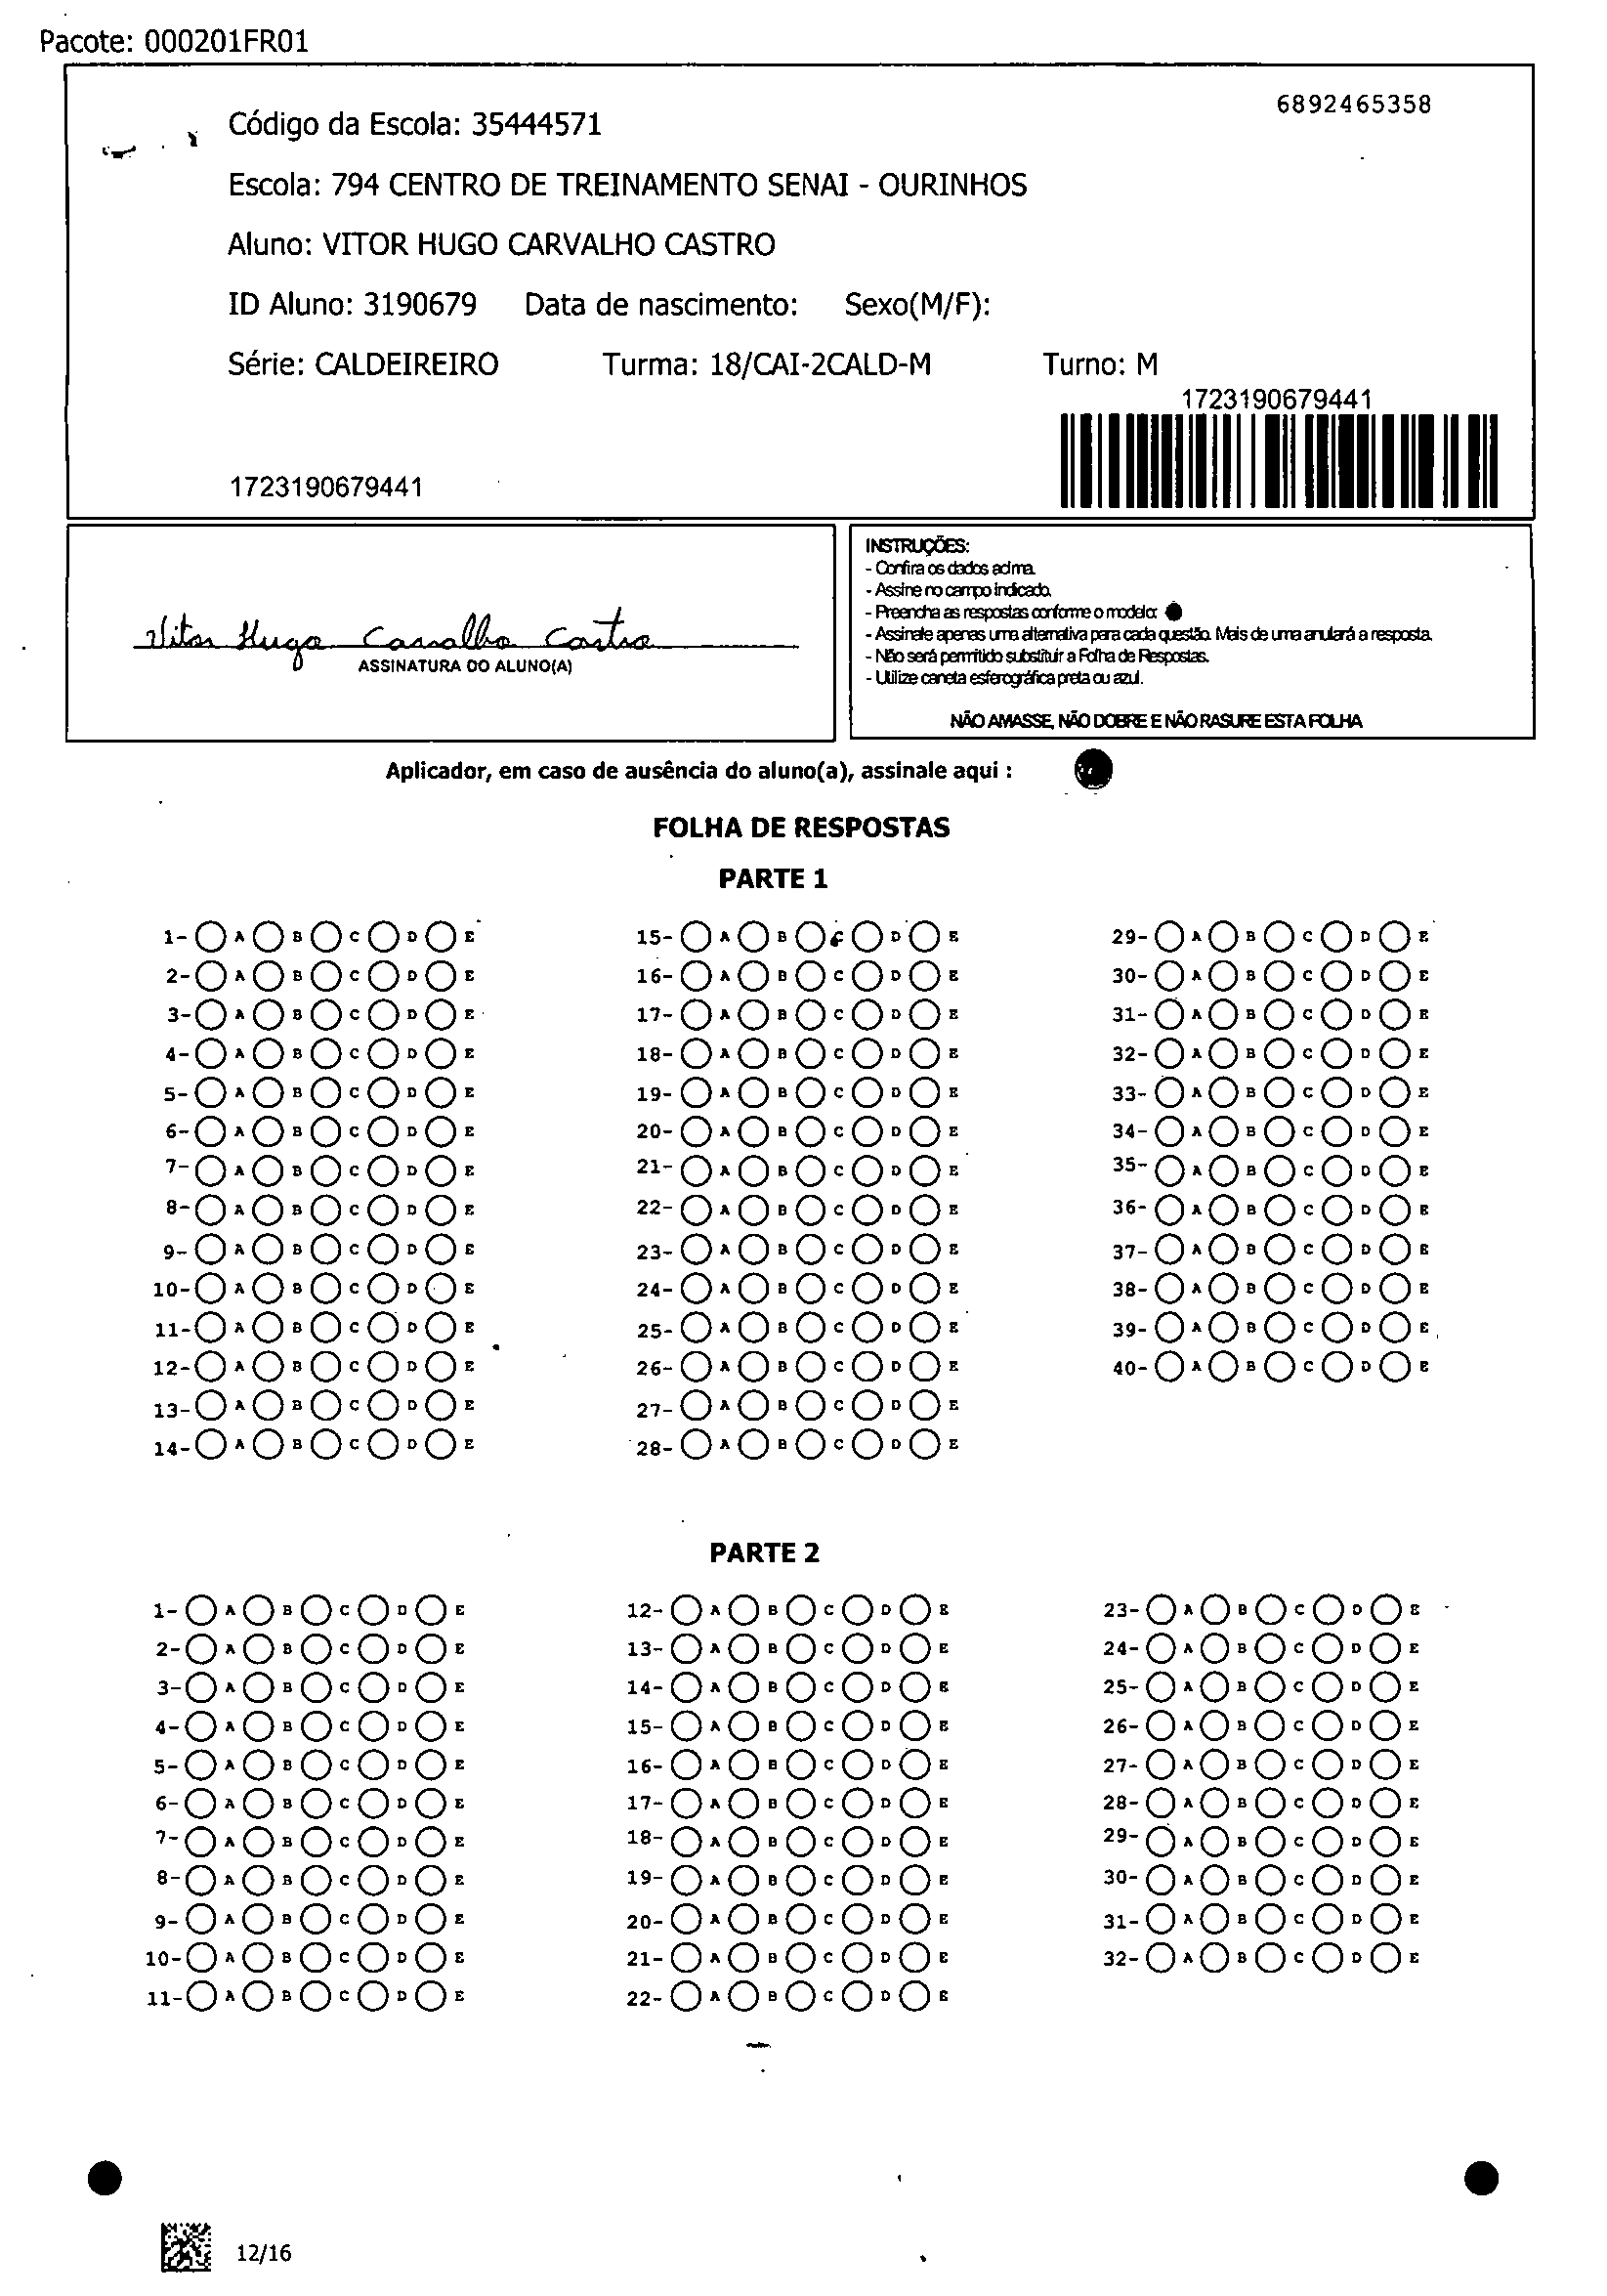 Pacote: 000201FR01
6892465358
Código da Escola: 35444571
Escola: 794 CENTRO DE TREINAMENTO SENAI - OURINHOS
Aluno: VITOR HUGO CARVALHO CASTRO
ID Aluno: 3190679 Data de nascimento: Sexo(M/F):
Série: CALDEIREIRO Turma: 18/CAI-2CALD-M Turno: M
1723190679441
1723190679441
Vitor Hugo Carvalho Castro
ASSINATURA DO ALUNO(A)
INSTRUÇÕES:
- Confira os dados acima.
- Assine no campo indicado.
- Preencha as respostas conforme o modelo:
- Assinale apenas uma alternativa para cada questão. Mais de uma anulará a resposta.
- Não será permitido substituir a Folha de Respostas.
- Utilize caneta esferográfica preta ou azul.
NÃO AMASSE, NÃO DOBRE E NÃO RASURE ESTA FOLHA
Aplicador, em caso de ausência do aluno(a), assinale aqui :
FOLHA DE RESPOSTAS
PARTE 1
1- A B C D E 15- A B C D E 29- A B C D E
2- A B C D E 16- A B C D E 30- A B C D E
3- A B C D E 17- A B C D E 31- A B C D E
4- A B C D E 18- A B C D E 32- A B C D E
5- A B C D E 19- A B C D E 33- A B C D E
6- A B C D E 20- A B C D E 34- A B C D E
7- A B C D E 21- A B C D E 35- A B C D E
8- A B C D E 22- A B C D E 36- A B C D E
9- A B C D E 23- A B C D E 37- A B C D E
10- A B C D E 24- A B C D E 38- A B C D E
11- A B C D E 25- A B C D E 39- A B C D E
12- A B C D E 26- A B C D E 40- A B C D E
13- A B C D E 27- A B C D E
14- A B C D E 28- A B C D E
PARTE 2
1- A B C D E 12- A B C D E 23- A B C D E
2- A B C D E 13- A B C D E 24- A B C D E
3- A B C D E 14- A B C D E 25- A B C D E
4- A B C D E 15- A B C D E 26- A B C D E
5- A B C D E 16- A B C D E 27- A B C D E
6- A B C D E 17- A B C D E 28- A B C D E
7- A B C D E 18- A B C D E 29- A B C D E
8- A B C D E 19- A B C D E 30- A B C D E
9- A B C D E 20- A B C D E 31- A B C D E
10- A B C D E 21- A B C D E 32- A B C D E
11- A B C D E 22- A B C D E
12/16